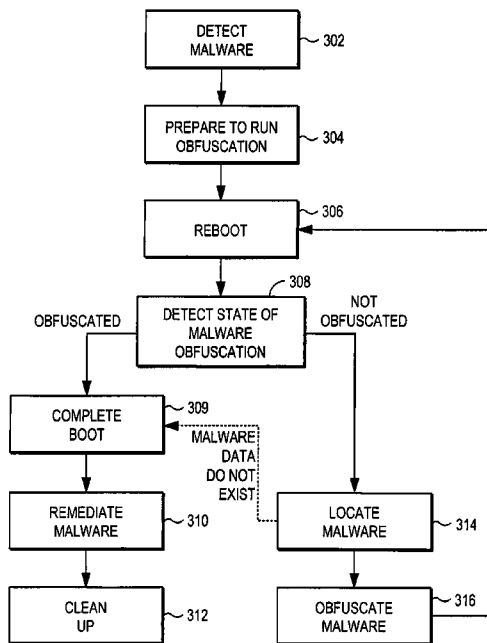 DETECT
MALWARE
302
PREPARE TO RUN
OBFUSCATION
304
REBOOT
306
DETECT STATE OF
MALWARE
OBFUSCATION
308
OBFUSCATED
NOT
OBFUSCATED
COMPLETE
BOOT
309
MALWARE
DATA
DO NOT
EXIST
REMEDIATE
MALWARE
310
LOCATE
MALWARE
314
CLEAN
UP
312
OBFUSCATE
MALWARE
316